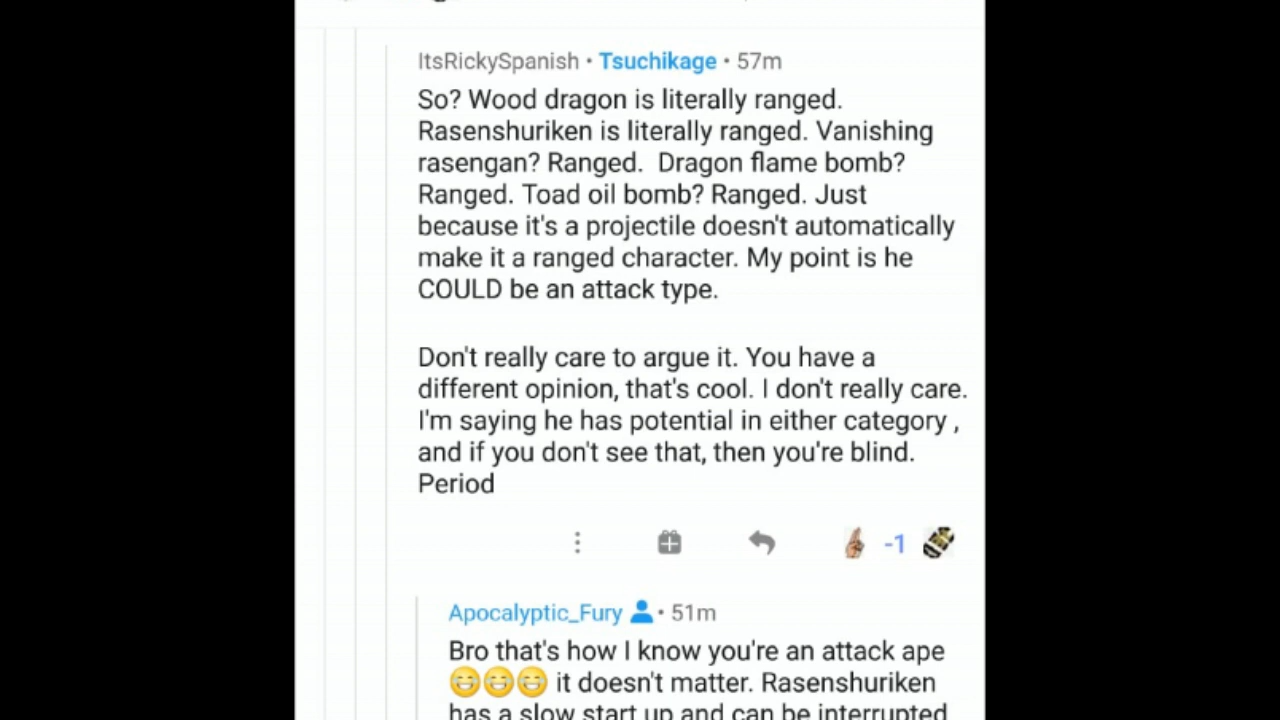 ItsRickySpanish • Tsuchikage • 57m
So? Wood dragon is literally ranged.
Rasenshuriken is literally ranged. Vanishing
rasengan? Ranged.  Dragon flame bomb?
Ranged. Toad oil bomb? Ranged. Just
because it's a projectile doesn't automatically
make it a ranged character. My point is he
COULD be an attack type.
Don't really care to argue it. You have a
different opinion, that's cool. I don't really care.
I'm saying he has potential in either category ,
and if you don't see that, then you're blind.
Period
-1
Apocalyptic_Fury • 51m
Bro that's how I know you're an attack ape
😂😂😂 it doesn't matter. Rasenshuriken
has a slow start up and can be interrupted